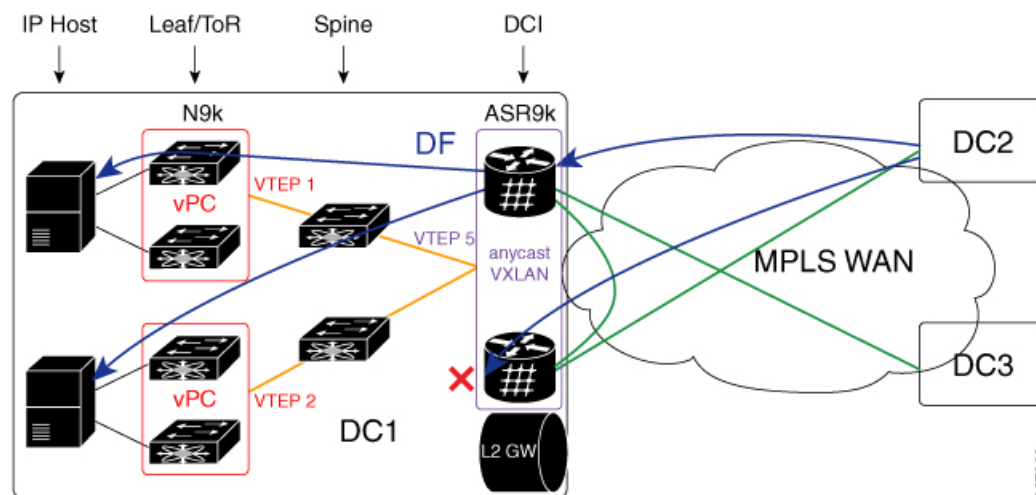 IP Host
Leaf/ToR
Spine
DCI
N9k
ASR9k
DF
DC2
VTEP 1
vPC
VTEP 5
anycast
VXLAN
MPLS WAN
vPC
VTEP 2
DC1
DC3
L2 GW